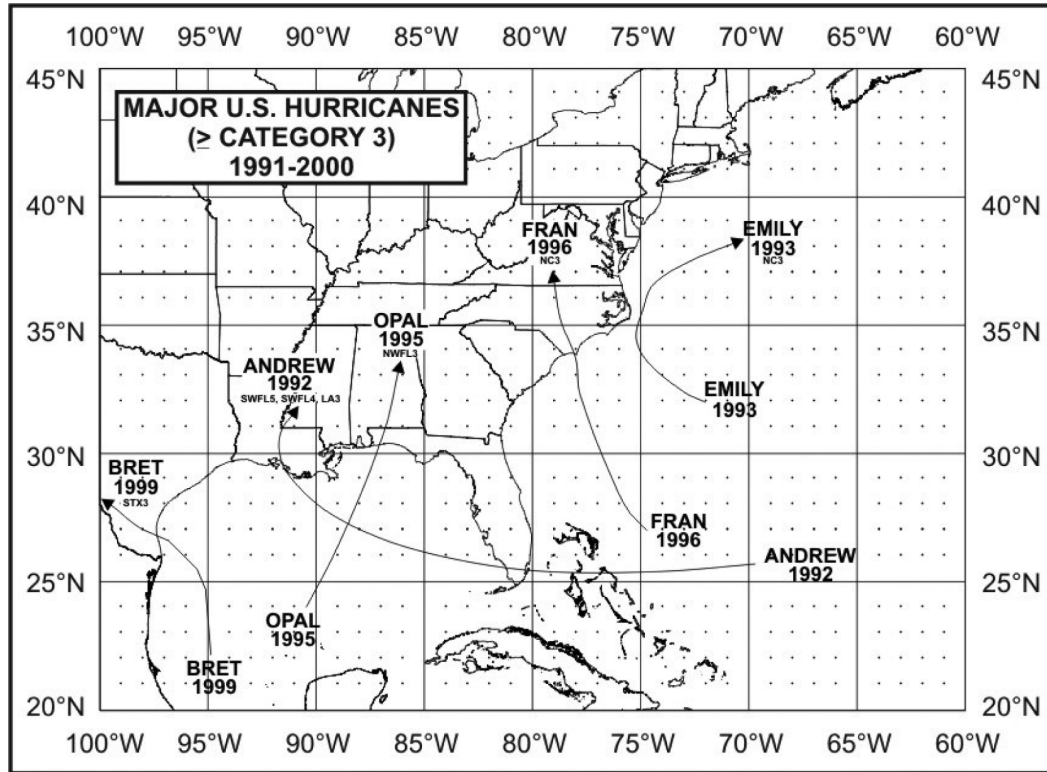 100°W 95°W 90°W 85°W 80°W 75°W 70°W 65°W 60°W
45°N 45°N
MAJOR U.S. HURRICANES
(≥ CATEGORY 3)
1991-2000
40°N 40°N
FRAN
1996
NC3
EMILY
1993
NC3
35°N 35°N
OPAL
1995
NWFL3
ANDREW
1992
SWFL5, SWFL4, LA3
EMILY
1993
30°N 30°N
BRET
1999
STX3
FRAN
1996
ANDREW
1992
25°N 25°N
OPAL
1995
BRET
1999
20°N 20°N
100°W 95°W 90°W 85°W 80°W 75°W 70°W 65°W 60°W